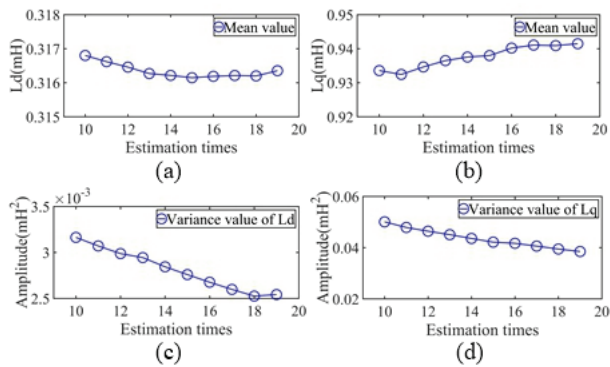 0.318
Mean value
0.317
0.316
0.315
Ld(mH)
10 12 14 16 18 20
Estimation times
(a)
0.95
Mean value
0.94
0.93
0.92
Lq(mH)
10 12 14 16 18 20
Estimation times
(b)
×10⁻³
3.5
Variance value of Ld
3
2.5
Amplitude(mH²)
10 12 14 16 18 20
Estimation times
(c)
0.06
Variance value of Lq
0.04
0.02
Amplitude(mH²)
10 12 14 16 18 20
Estimation times
(d)